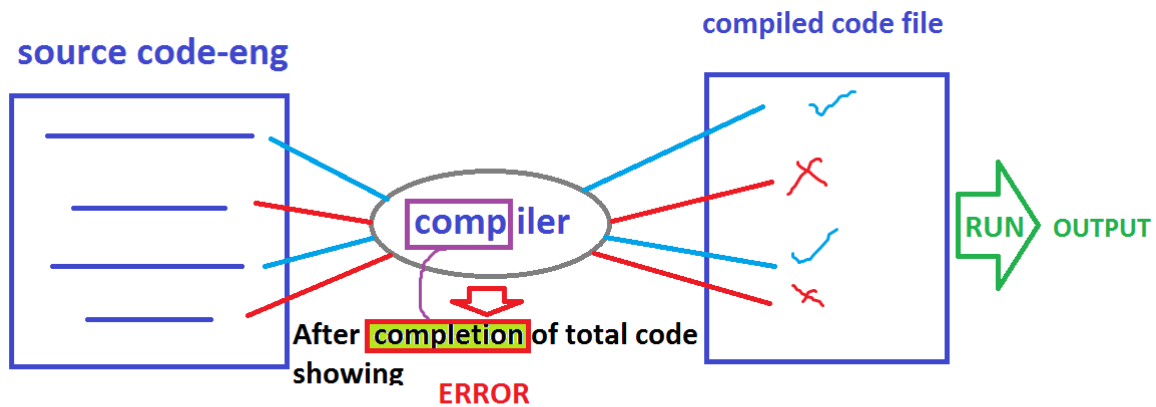 source code-eng
compiled code file
compiler
RUN
OUTPUT
After completion of total code
showing
ERROR